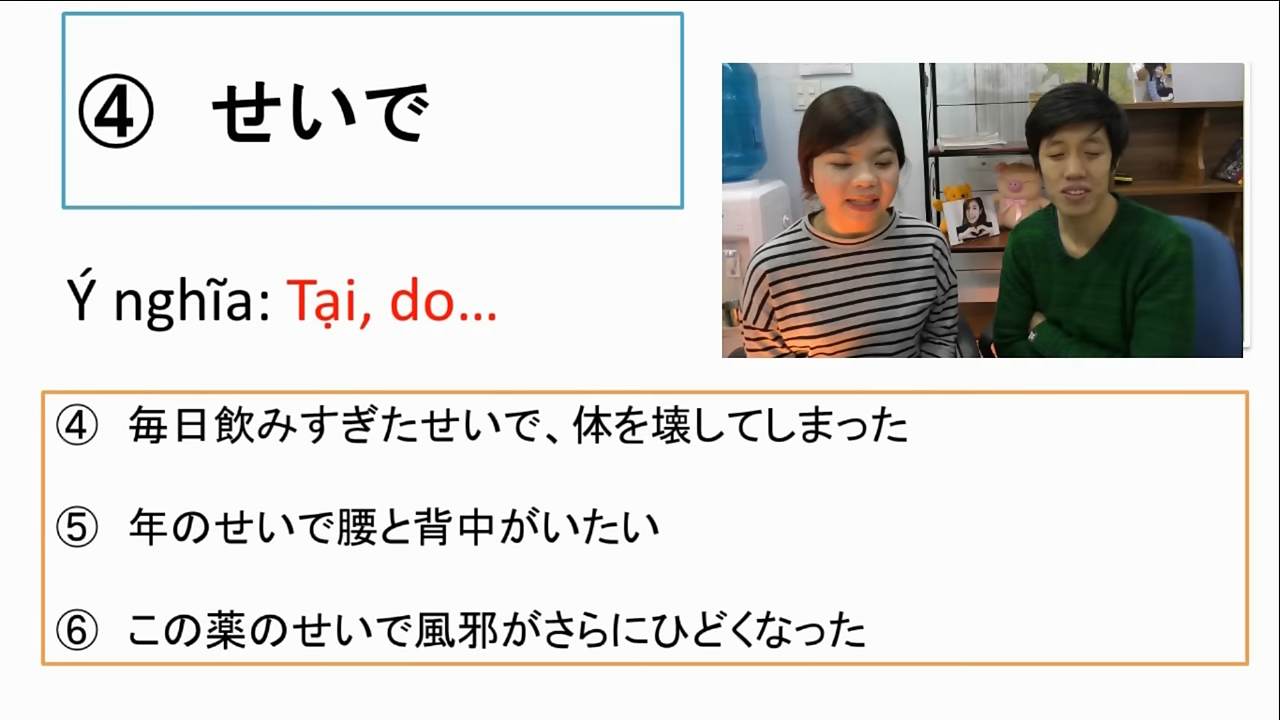 ④ せいで
Ý nghĩa: Tại, do...
④ 毎日飲みすぎたせいで、体を壊してしまった
⑤ 年のせいで腰と背中がいたい
⑥ この薬のせいで風邪がさらにひどくなった